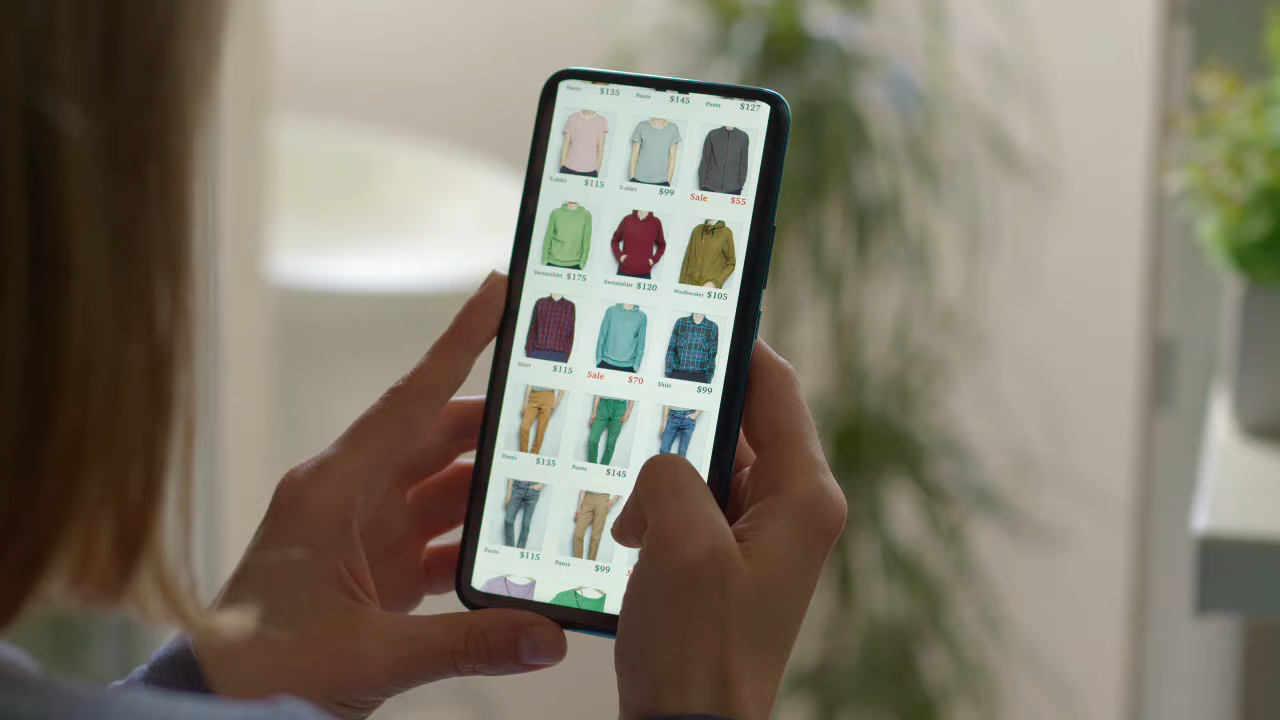 Pants $135 Pants $145 Pants $127
T-shirt $115 T-shirt $99 Sale $55
Sweatshirt $175 Sweatshirt $120 Windbreaker $105
Shirt $115 Sale $70 Shirt $99
Pants $135 Pants $145
Pants $115 Pants $99 S